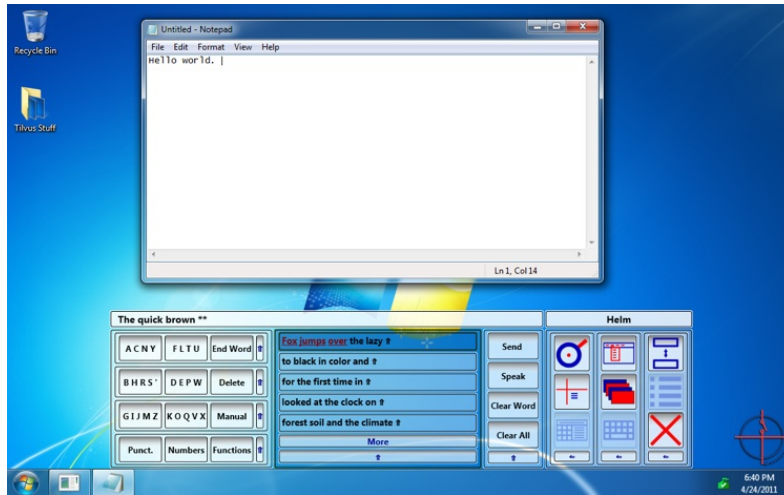 Recycle Bin
Tilvus Stuff
Untitled - Notepad
File Edit Format View Help
Hello world.
Ln 1, Col 14
The quick brown **
A C N Y
F L T U
End Word
B H R S '
D E P W
Delete
G I J M Z
K O Q V X
Manual
Punct.
Numbers
Functions
Fox jumps over the lazy ⇧
to black in color and ⇧
for the first time in ⇧
looked at the clock on ⇧
forest soil and the climate ⇧
More
Send
Speak
Clear Word
Clear All
Helm
6:40 PM
4/24/2011